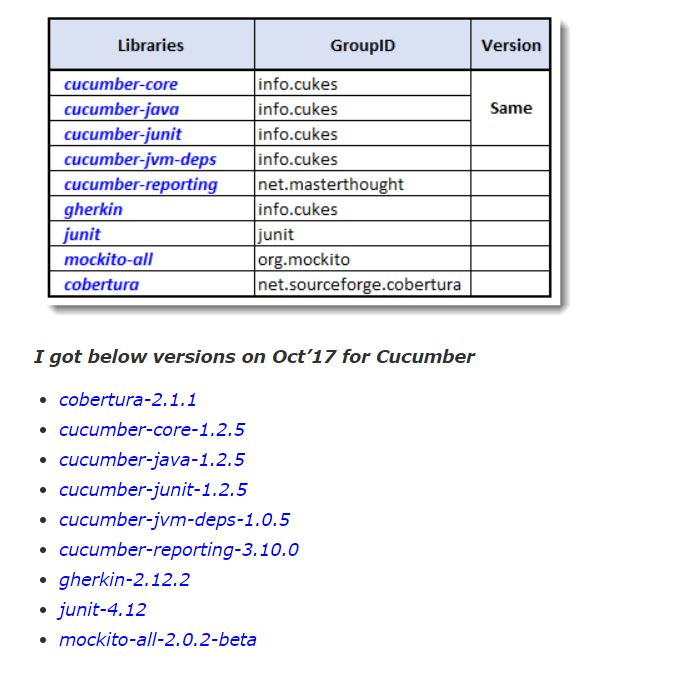 Libraries GroupID Version
cucumber-core info.cukes
cucumber-java info.cukes Same
cucumber-junit info.cukes
cucumber-jvm-deps info.cukes
cucumber-reporting net.masterthought
gherkin info.cukes
junit junit
mockito-all org.mockito
cobertura net.sourceforge.cobertura
I got below versions on Oct’17 for Cucumber
• cobertura-2.1.1
• cucumber-core-1.2.5
• cucumber-java-1.2.5
• cucumber-junit-1.2.5
• cucumber-jvm-deps-1.0.5
• cucumber-reporting-3.10.0
• gherkin-2.12.2
• junit-4.12
• mockito-all-2.0.2-beta